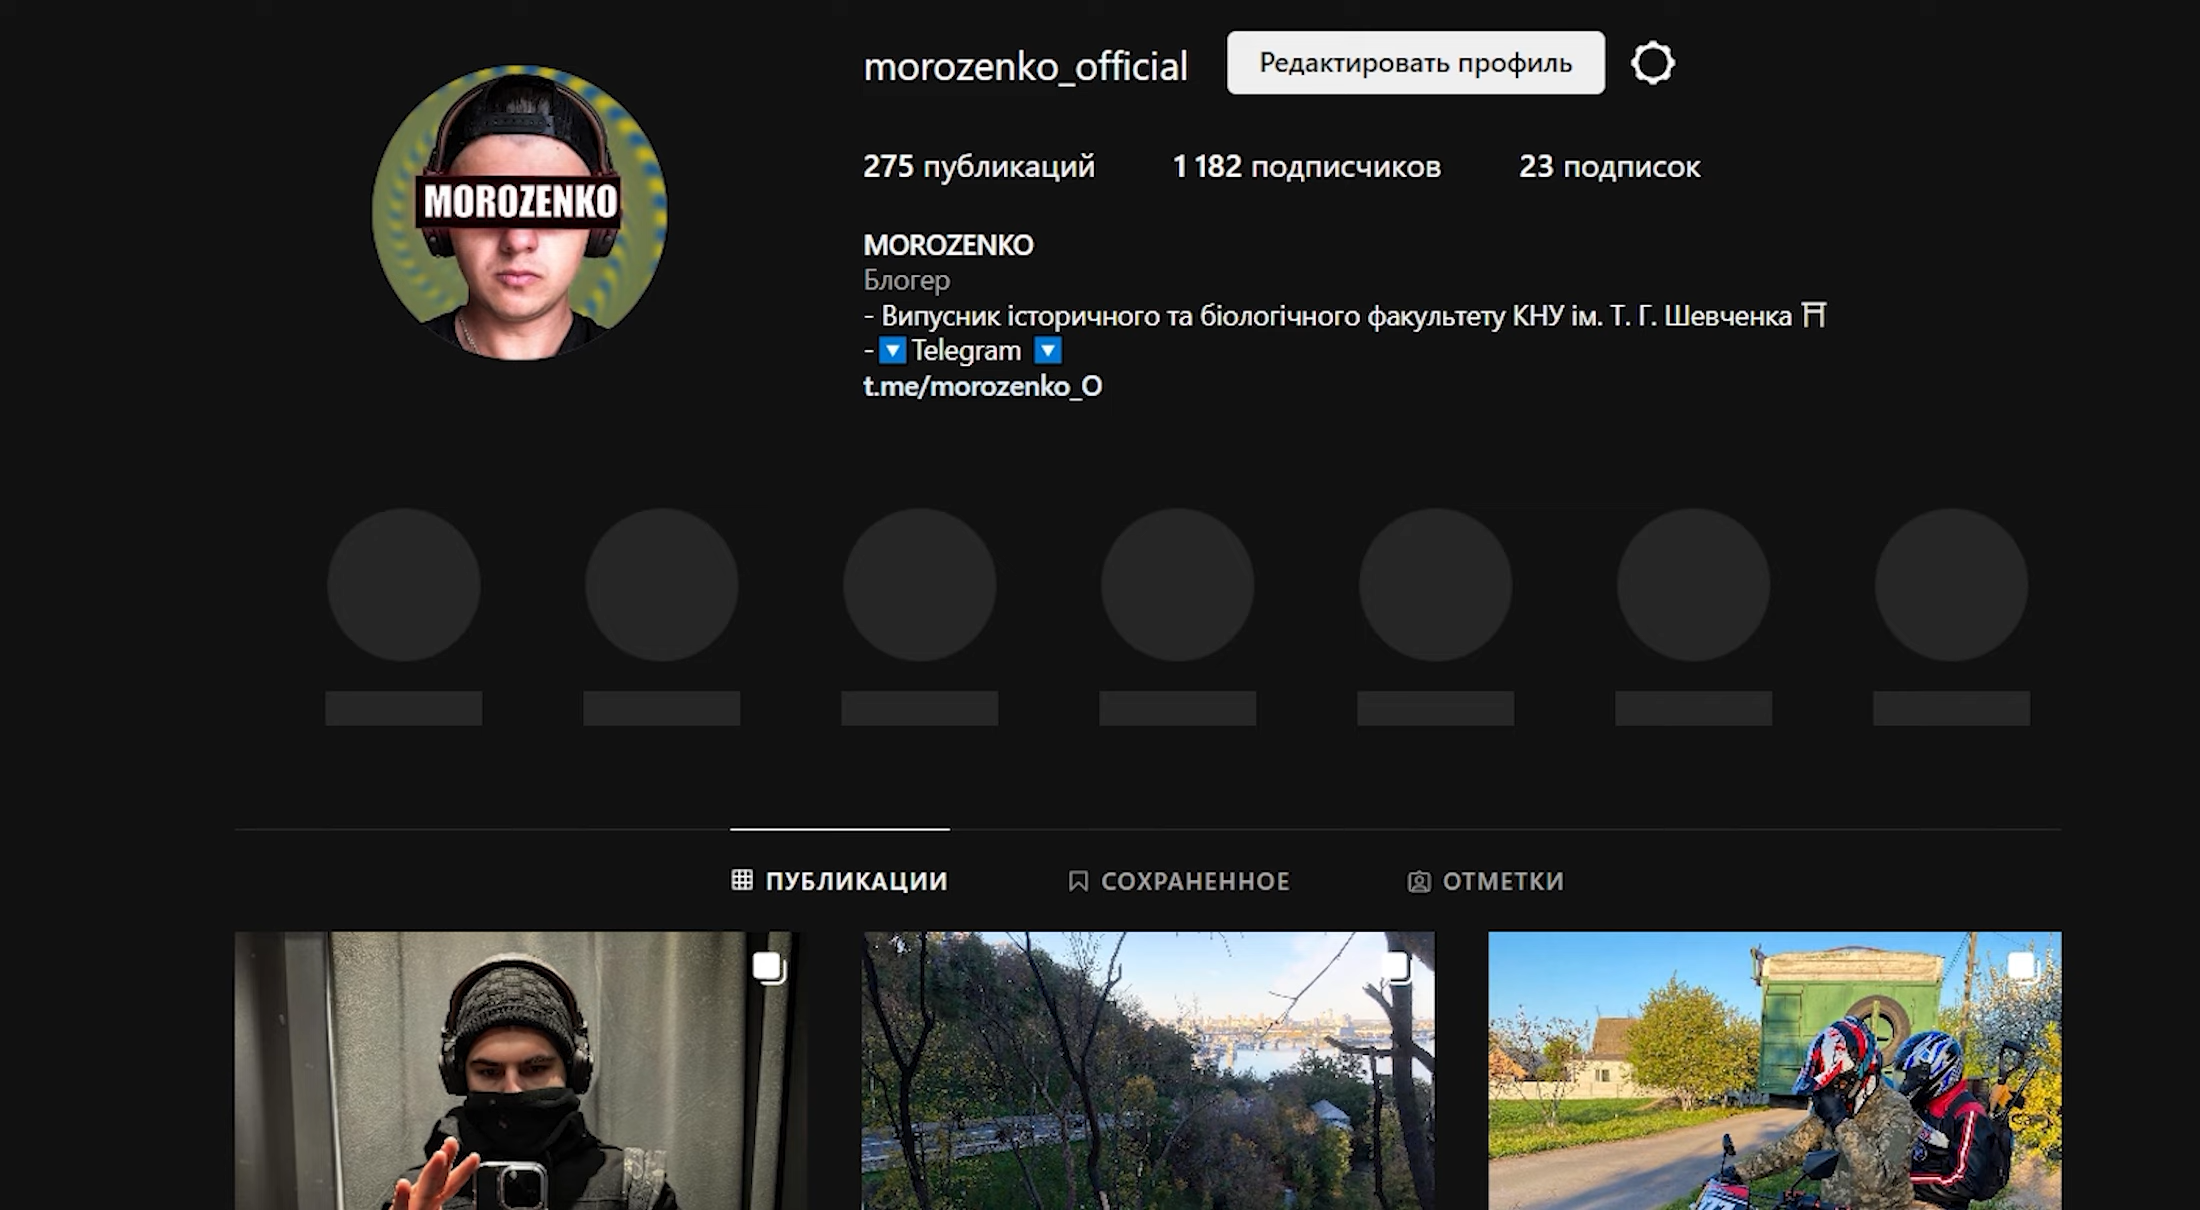 morozenko_official
Редактировать профиль
MOROZENKO
275 публикаций 1 182 подписчиков 23 подписок
MOROZENKO
Блогер
- Випусник історичного та біологічного факультету КНУ ім. Т. Г. Шевченка ⛩
- 🔽Telegram 🔽
t.me/morozenko_O
ПУБЛИКАЦИИ СОХРАНЕННОЕ ОТМЕТКИ